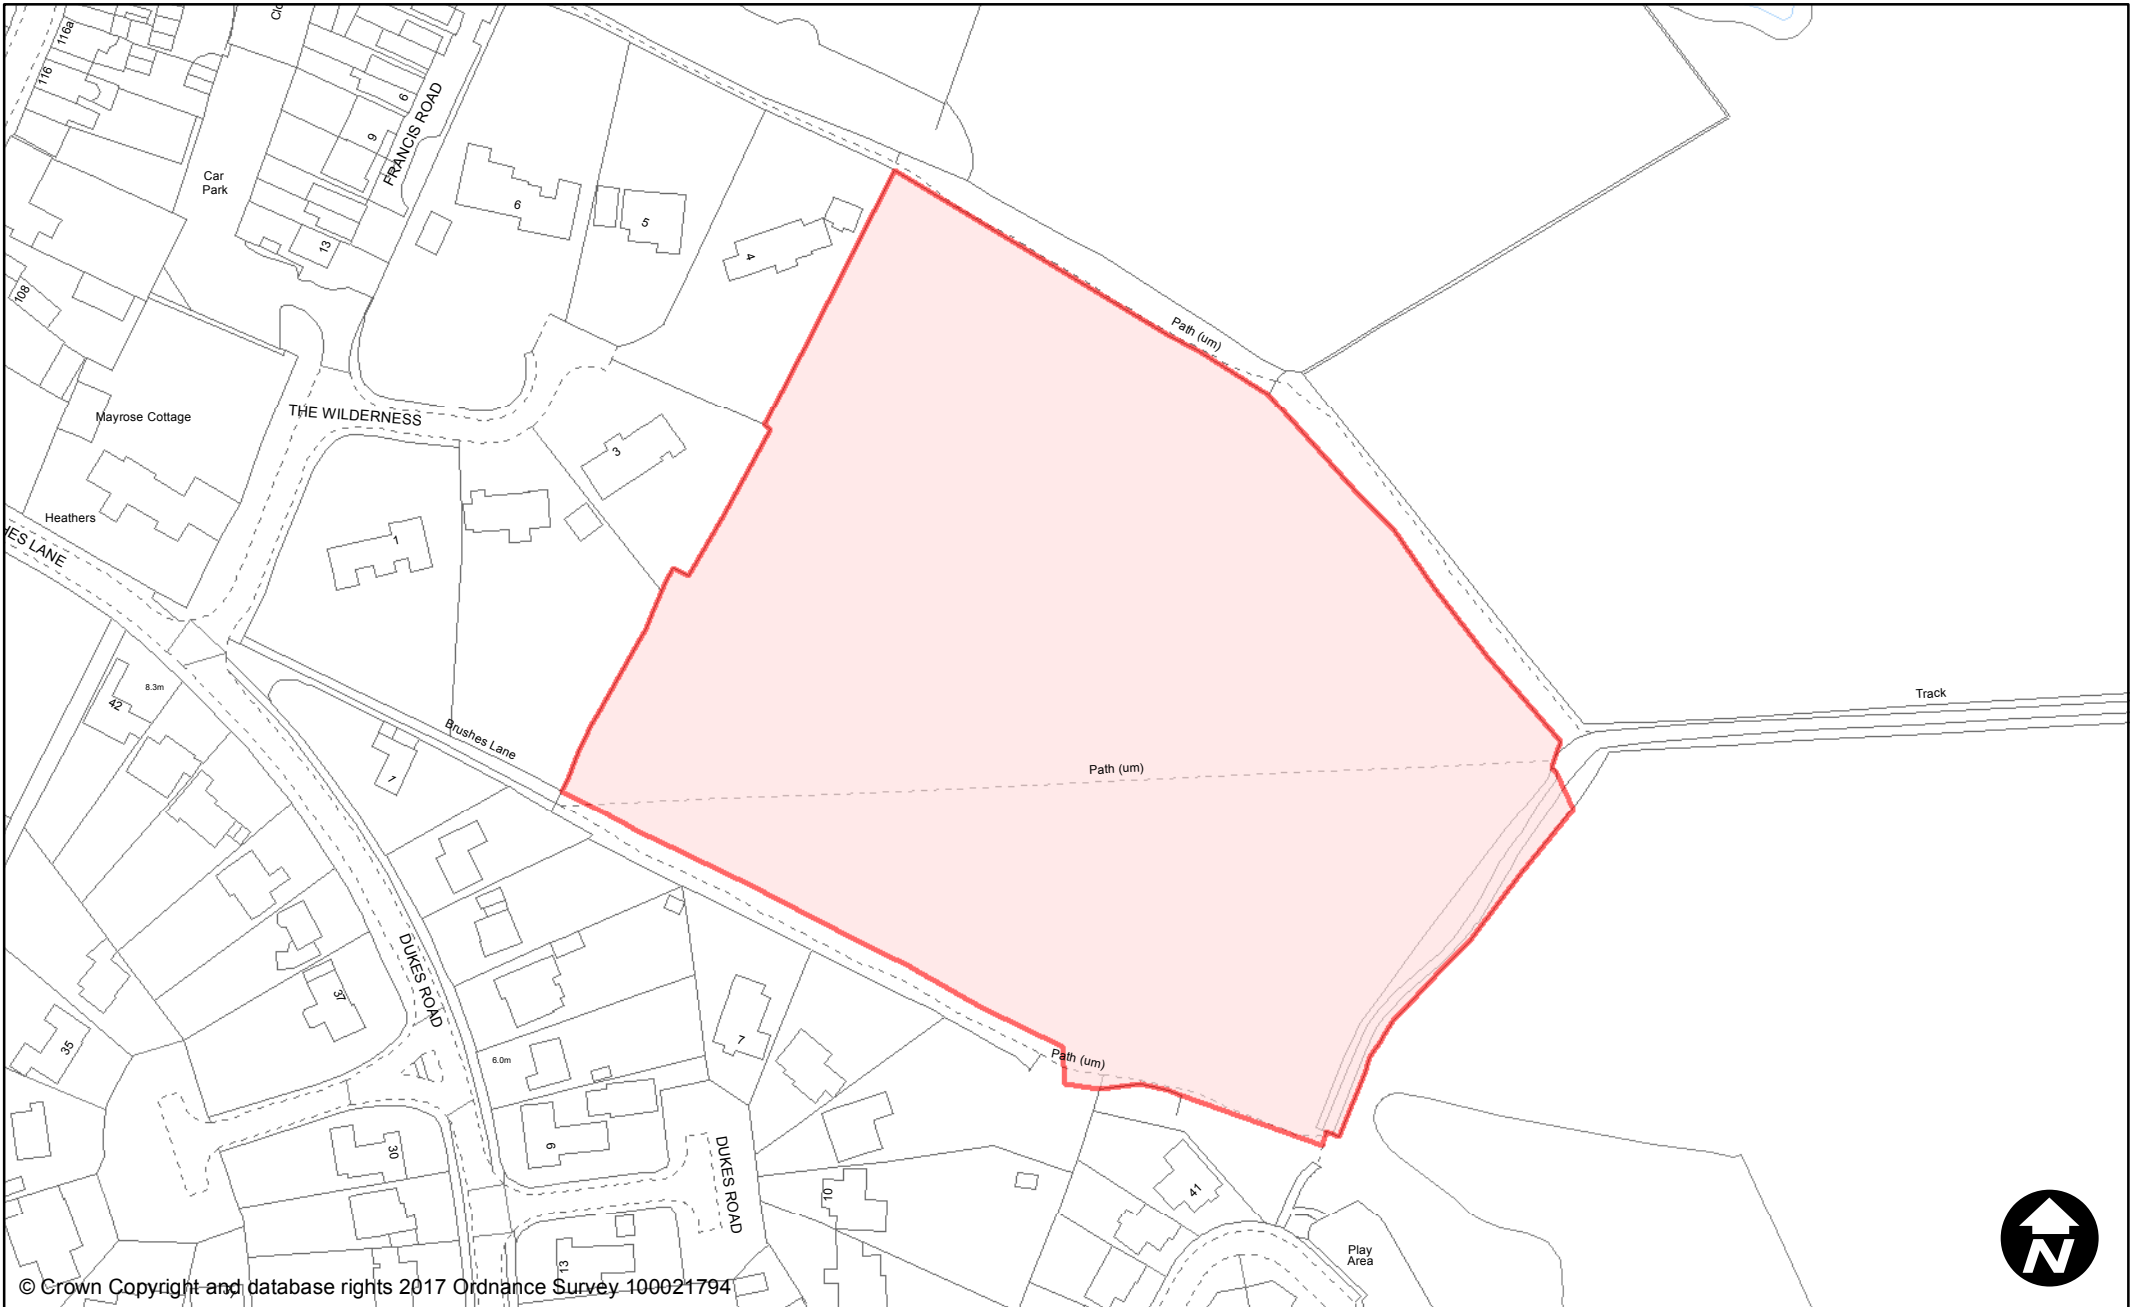 116a
116
Clo
6
9
FRANCIS ROAD
Car
Park
13
108
6
5
4
Path (um)
THE WILDERNESS
Mayrose Cottage
3
Heathers
HES LANE
1
8.3m
42
Brushes Lane
1
Path (um)
Track
DUKES ROAD
37
35
6.0m
7
Path (um)
30
9
DUKES ROAD
10
41
13
Play
Area
N
© Crown Copyright and database rights 2017 Ordnance Survey 100021794